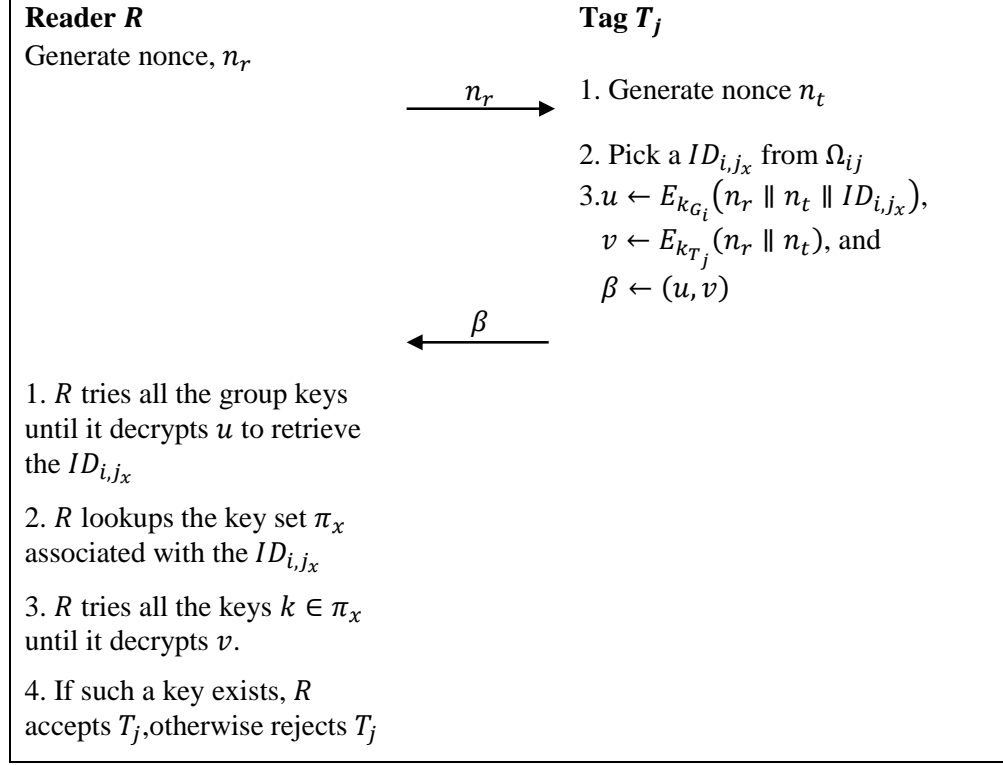 Reader R
Generate nonce, n_r
n_r
β
1. R tries all the group keys
until it decrypts u to retrieve
the ID_{i,j_x}
2. R lookups the key set π_x
associated with the ID_{i,j_x}
3. R tries all the keys k ∈ π_x
until it decrypts v.
4. If such a key exists, R
accepts T_j,otherwise rejects T_j
Tag T_j
1. Generate nonce n_t
2. Pick a ID_{i,j_x} from Ω_{ij}
3.u ← E_{k_{G_i}}(n_r ∥ n_t ∥ ID_{i,j_x}),
v ← E_{k_{T_j}}(n_r ∥ n_t), and
β ← (u, v)